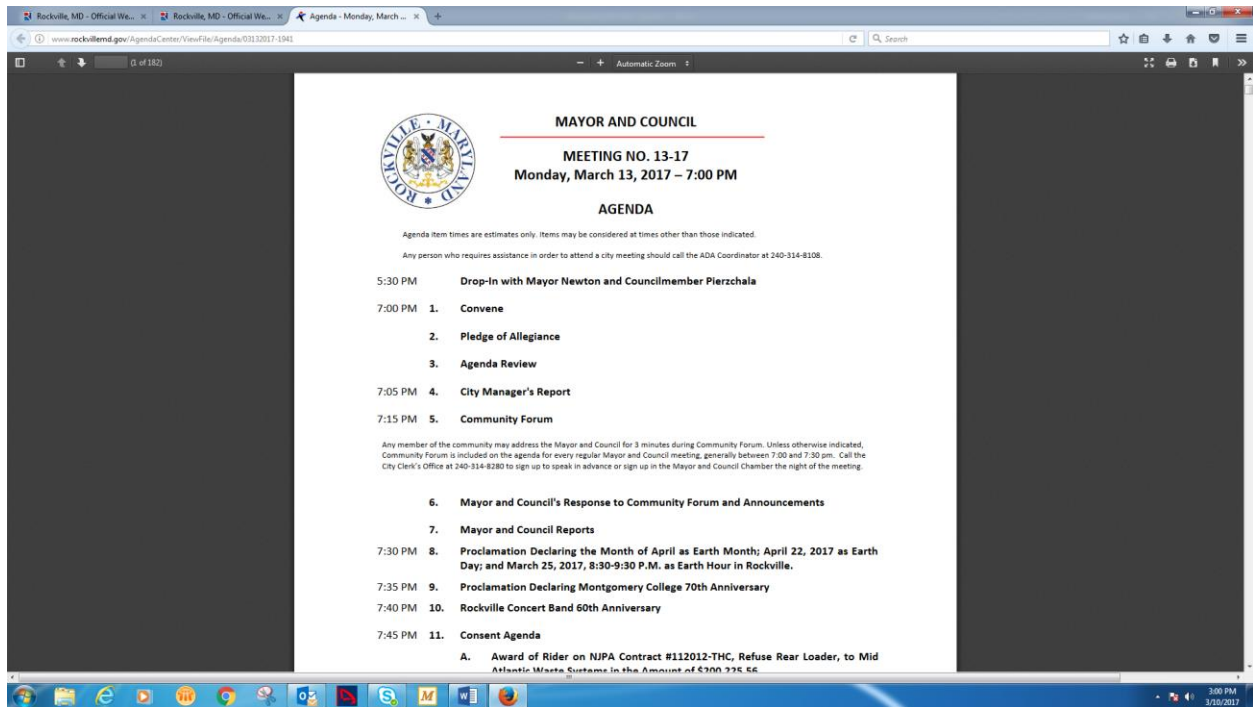 Rockville, MD - Official We... × Rockville, MD - Official We... × Agenda - Monday, March ... × +
www.rockvillemd.gov/AgendaCenter/ViewFile/Agenda/03132017-1941 Search
(1 of 182) − + Automatic Zoom
ROCKVILLE • MARYLAND
MAYOR AND COUNCIL
MEETING NO. 13-17
Monday, March 13, 2017 – 7:00 PM
AGENDA
Agenda item times are estimates only. Items may be considered at times other than those indicated.
Any person who requires assistance in order to attend a city meeting should call the ADA Coordinator at 240-314-8108.
5:30 PM Drop-In with Mayor Newton and Councilmember Pierzchala
7:00 PM 1. Convene
2. Pledge of Allegiance
3. Agenda Review
7:05 PM 4. City Manager's Report
7:15 PM 5. Community Forum
Any member of the community may address the Mayor and Council for 3 minutes during Community Forum. Unless otherwise indicated,
Community Forum is included on the agenda for every regular Mayor and Council meeting, generally between 7:00 and 7:30 pm. Call the
City Clerk's Office at 240-314-8280 to sign up to speak in advance or sign up in the Mayor and Council Chamber the night of the meeting.
6. Mayor and Council's Response to Community Forum and Announcements
7. Mayor and Council Reports
7:30 PM 8. Proclamation Declaring the Month of April as Earth Month; April 22, 2017 as Earth
Day; and March 25, 2017, 8:30-9:30 P.M. as Earth Hour in Rockville.
7:35 PM 9. Proclamation Declaring Montgomery College 70th Anniversary
7:40 PM 10. Rockville Concert Band 60th Anniversary
7:45 PM 11. Consent Agenda
A. Award of Rider on NJPA Contract #112012-THC, Refuse Rear Loader, to Mid
Atlantic Waste Systems in the Amount of $200,225.56
3:00 PM
3/10/2017